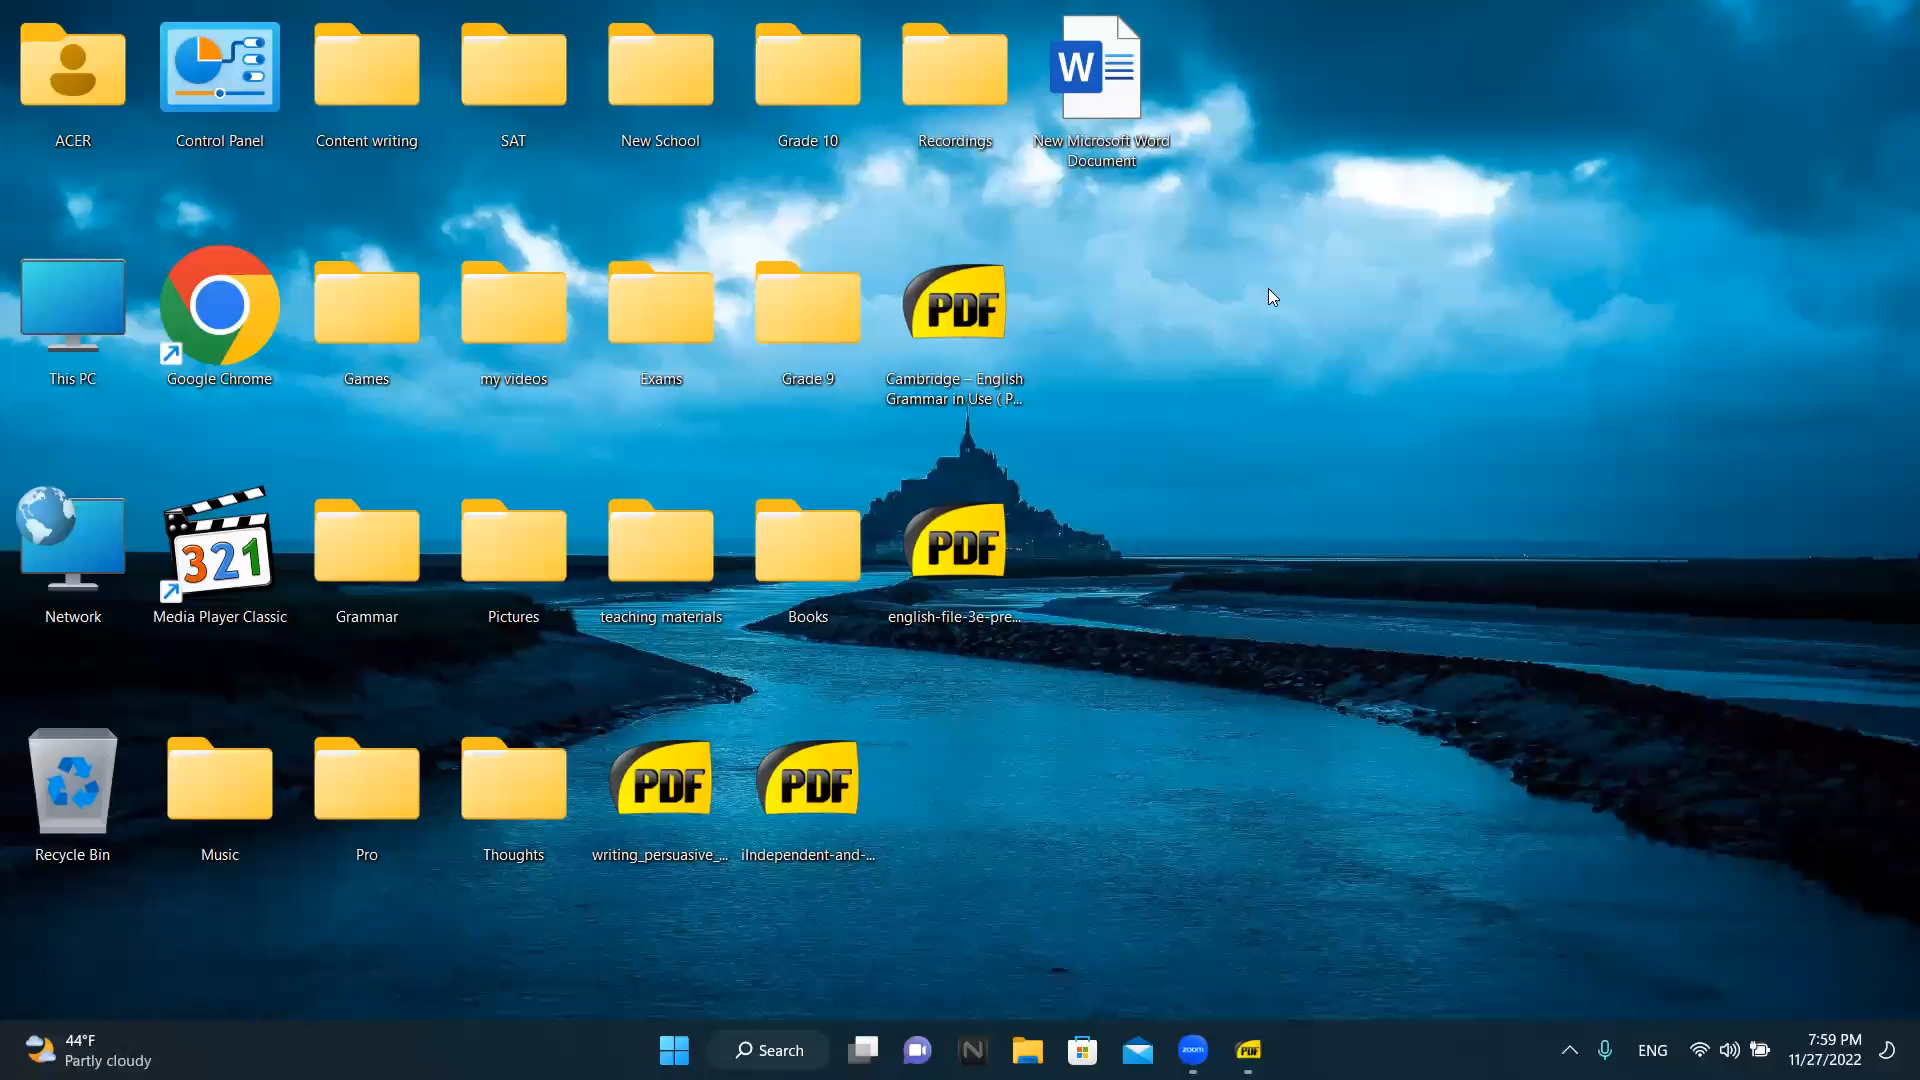 ACER
Control Panel
Content writing
SAT
New School
Grade 10
Recordings
W
New Microsoft Word
Document
This PC
Google Chrome
Games
my videos
Exams
Grade 9
PDF
Cambridge – English
Grammar in Use ( P...
Network
321
Media Player Classic
Grammar
Pictures
teaching materials
Books
PDF
english-file-3e-pre...
Recycle Bin
Music
Pro
Thoughts
PDF
writing_persuasive_...
PDF
iIndependent-and-...
44°F
Partly cloudy
Search
N
zoom
PDF
ENG
7:59 PM
11/27/2022